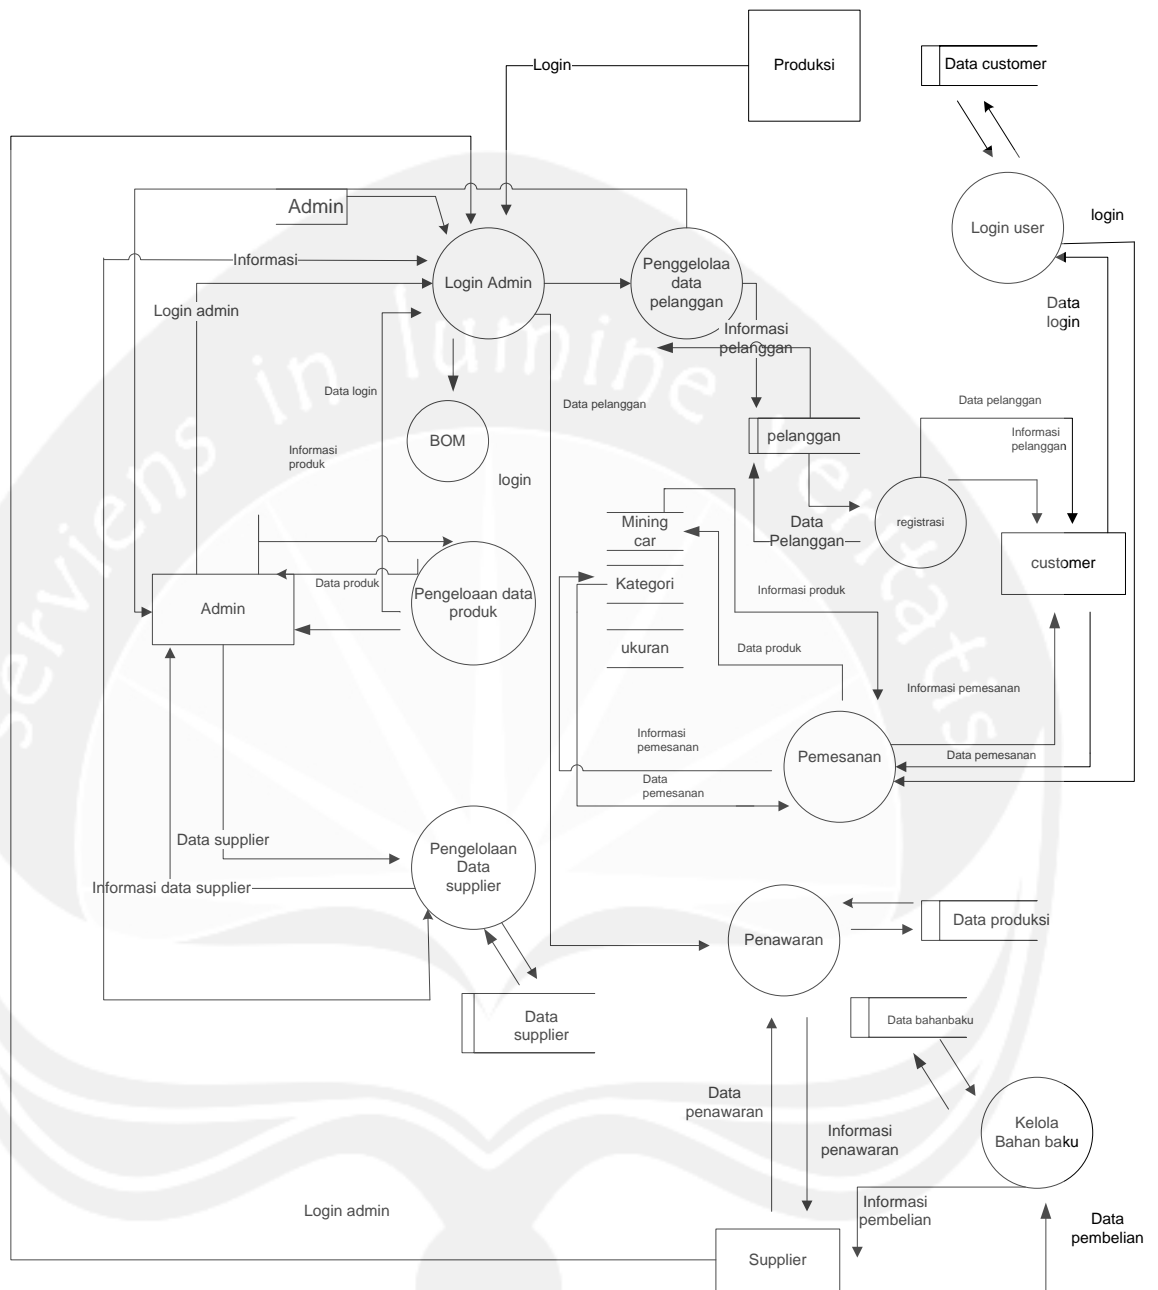 Login
Produksi
Data customer
Admin
Login user
login
Informasi
Login Admin
Penggelolaa
data
pelanggan
Login admin
Data
login
Informasi
pelanggan
Data login
Data pelanggan
Data pelanggan
BOM
pelanggan
Informasi
pelanggan
Informasi
produk
login
Mining
car
Data
Pelanggan
registrasi
customer
Data produk
Kategori
Informasi produk
Pengeloaan data
produk
Admin
ukuran
Data produk
Informasi pemesanan
Informasi
pemesanan
Pemesanan
Data pemesanan
Data
pemesanan
Data supplier
Pengelolaan
Data
supplier
Informasi data supplier
Penawaran
Data produksi
Data
supplier
Data bahanbaku
Data
penawaran
Informasi
penawaran
Kelola
Bahan baku
Login admin
Informasi
pembelian
Data
pembelian
Supplier
serviens in lumine veritatis